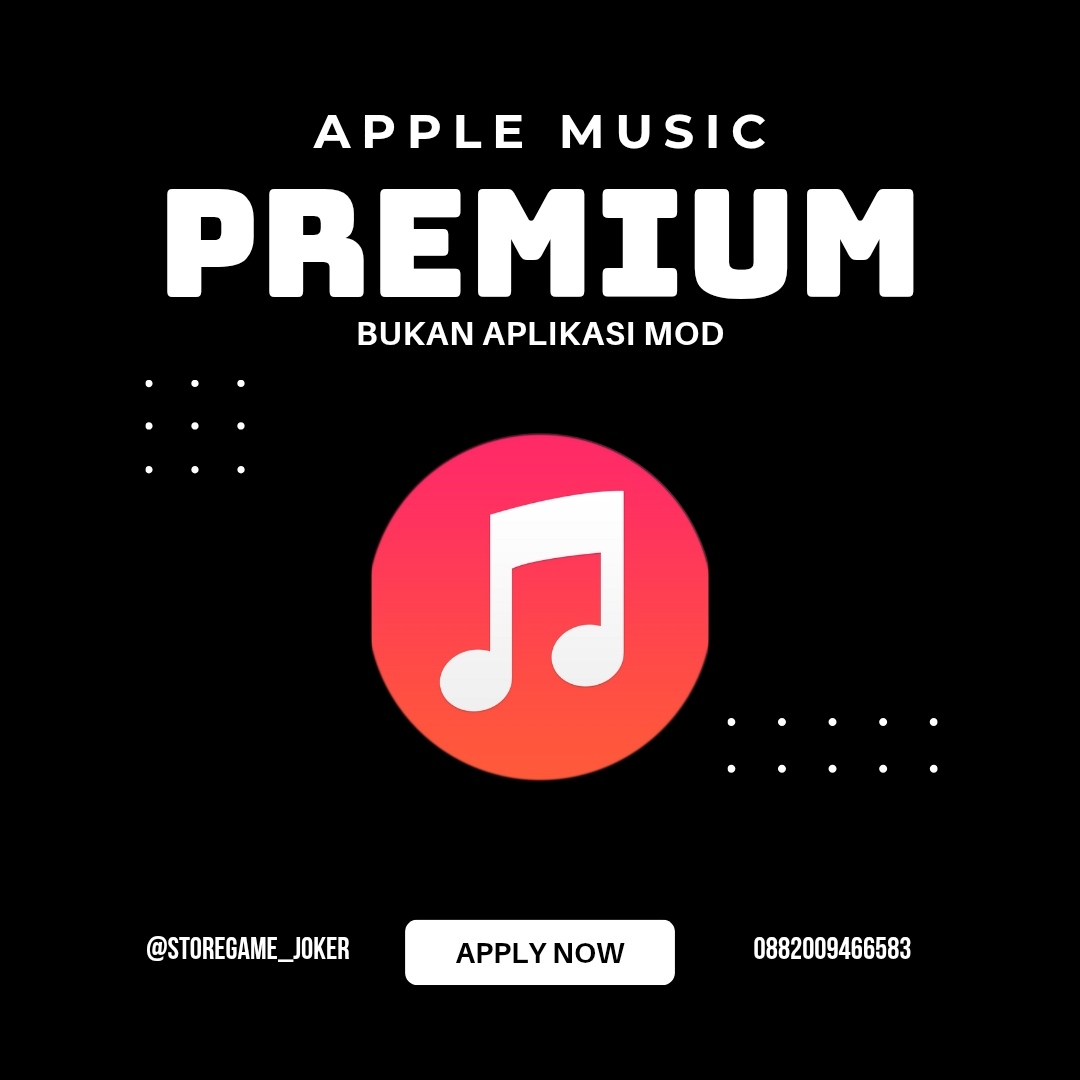 APPLE MUSIC
PREMIUM
BUKAN APLIKASI MOD
@STOREGAME_JOKER
APPLY NOW
0882009466583